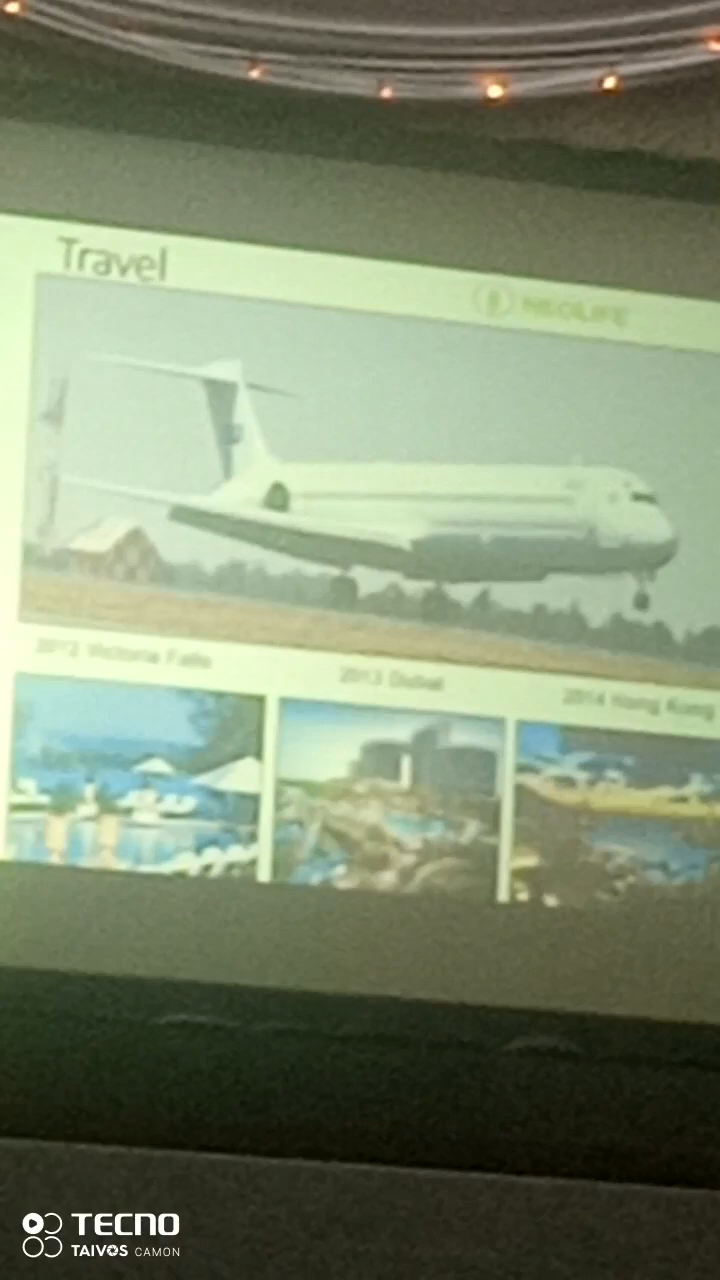 Travel
NEOLIFE
2012 Victoria Falls
2013 Dubai
2014 Hong Kong
TECNO
TAIVOS CAMON